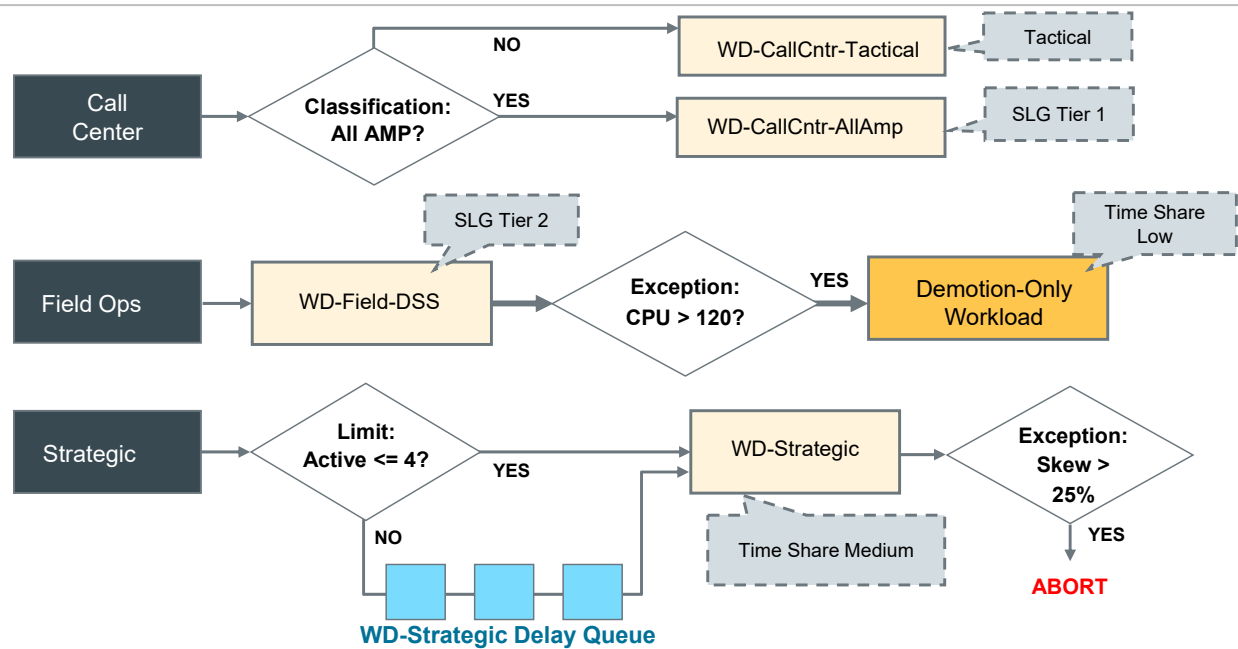 NO
WD-CallCntr-Tactical
Tactical
Call
Center
Classification:
All AMP?
YES
WD-CallCntr-AllAmp
SLG Tier 1
SLG Tier 2
Time Share
Low
Field Ops
WD-Field-DSS
Exception:
CPU > 120?
YES
Demotion-Only
Workload
Strategic
Limit:
Active <= 4?
YES
NO
WD-Strategic
Exception:
Skew >
25%
Time Share Medium
YES
ABORT
WD-Strategic Delay Queue